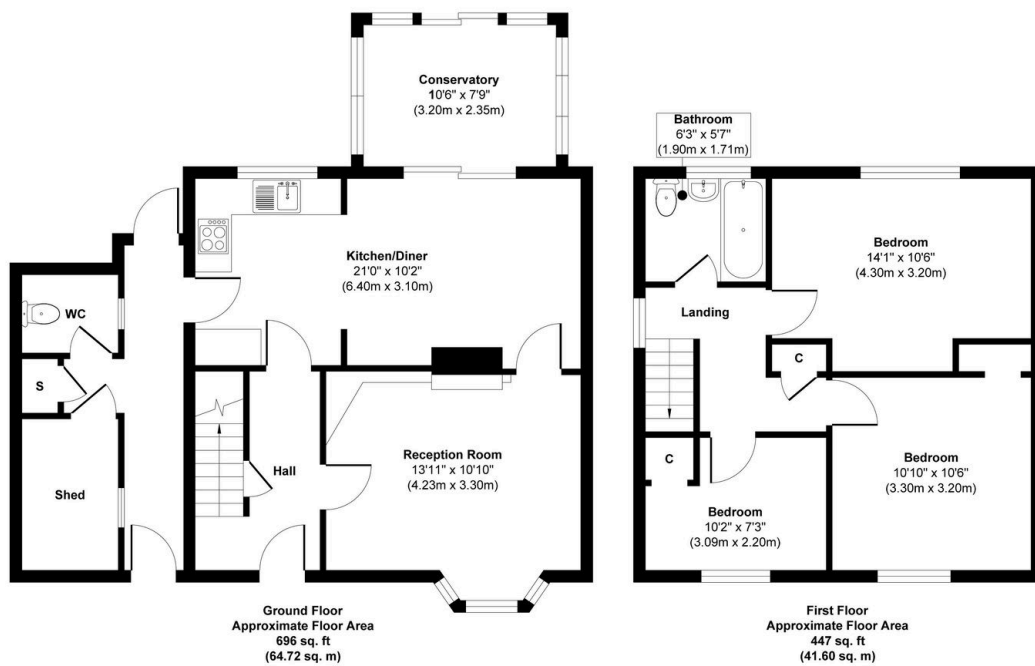 Conservatory
10'6" x 7'9"
(3.20m x 2.35m)
Kitchen/Diner
21'0" x 10'2"
(6.40m x 3.10m)
WC
S
Shed
Hall
Reception Room
13'11" x 10'10"
(4.23m x 3.30m)
Ground Floor
Approximate Floor Area
696 sq. ft
(64.72 sq. m)
Bathroom
6'3" x 5'7"
(1.90m x 1.71m)
Bedroom
14'1" x 10'6"
(4.30m x 3.20m)
Landing
C
C
Bedroom
10'10" x 10'6"
(3.30m x 3.20m)
Bedroom
10'2" x 7'3"
(3.09m x 2.20m)
First Floor
Approximate Floor Area
447 sq. ft
(41.60 sq. m)